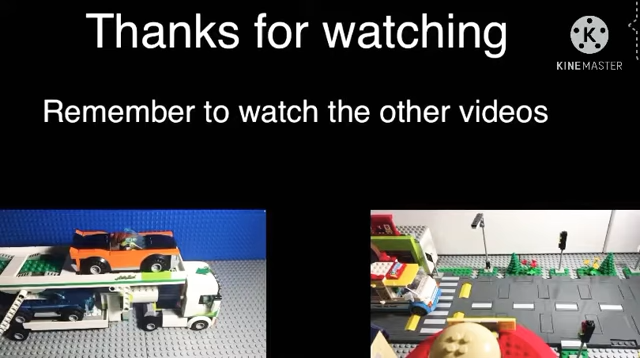 Thanks for watching
KINEMASTER
Remember to watch the other videos